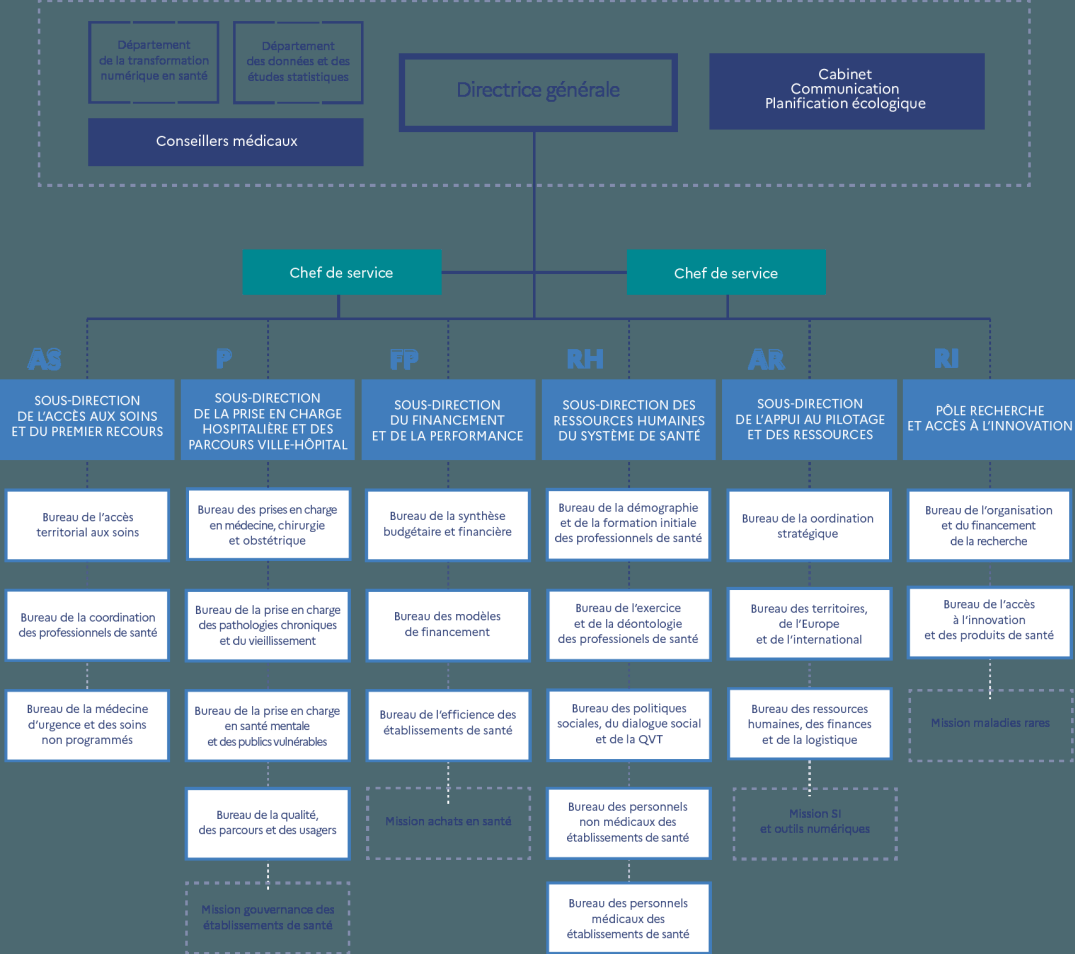 Département
de la transformation
numérique en santé
Département
des données et des
études statistiques
Conseillers médicaux
Directrice générale
Cabinet
Communication
Planification écologique
Chef de service
Chef de service
AS
SOUS-DIRECTION
DE L'ACCÈS AUX SOINS
ET DU PREMIER RECOURS
Bureau de l'accès
territorial aux soins
Bureau de la coordination
des professionnels de santé
Bureau de la médecine
d'urgence et des soins
non programmés
P
SOUS-DIRECTION
DE LA PRISE EN CHARGE
HOSPITALIÈRE ET DES
PARCOURS VILLE-HÔPITAL
Bureau des prises en charge
en médecine, chirurgie
et obstétrique
Bureau de la prise en charge
des pathologies chroniques
et du vieillissement
Bureau de la prise en charge
en santé mentale
et des publics vulnérables
Bureau de la qualité,
des parcours et des usagers
Mission gouvernance des
établissements de santé
FP
SOUS-DIRECTION
DU FINANCEMENT
ET DE LA PERFORMANCE
Bureau de la synthèse
budgétaire et financière
Bureau des modèles
de financement
Bureau de l'efficience des
établissements de santé
Mission achats en santé
RH
SOUS-DIRECTION DES
RESSOURCES HUMAINES
DU SYSTÈME DE SANTÉ
Bureau de la démographie
et de la formation initiale
des professionnels de santé
Bureau de l'exercice
et de la déontologie
des professionels de santé
Bureau des politiques
sociales, du dialogue social
et de la QVT
Bureau des personnels
non médicaux des
établissements de santé
Bureau des personnels
médicaux des
établissements de santé
AR
SOUS-DIRECTION
DE L'APPUI AU PILOTAGE
ET DES RESSOURCES
Bureau de la oordination
stratégique
Bureau des territoires,
de l'Europe
et de l'international
Bureau des ressources
humaines, des finances
et de la logistique
Mission SI
et outils numériques
RI
PÔLE RECHERCHE
ET ACCÈS À L'INNOVATION
Bureau de l'organisation
et du financement
de la recherche
Bureau de l'accès
à l'innovation
et des produits de santé
Mission maladies rares